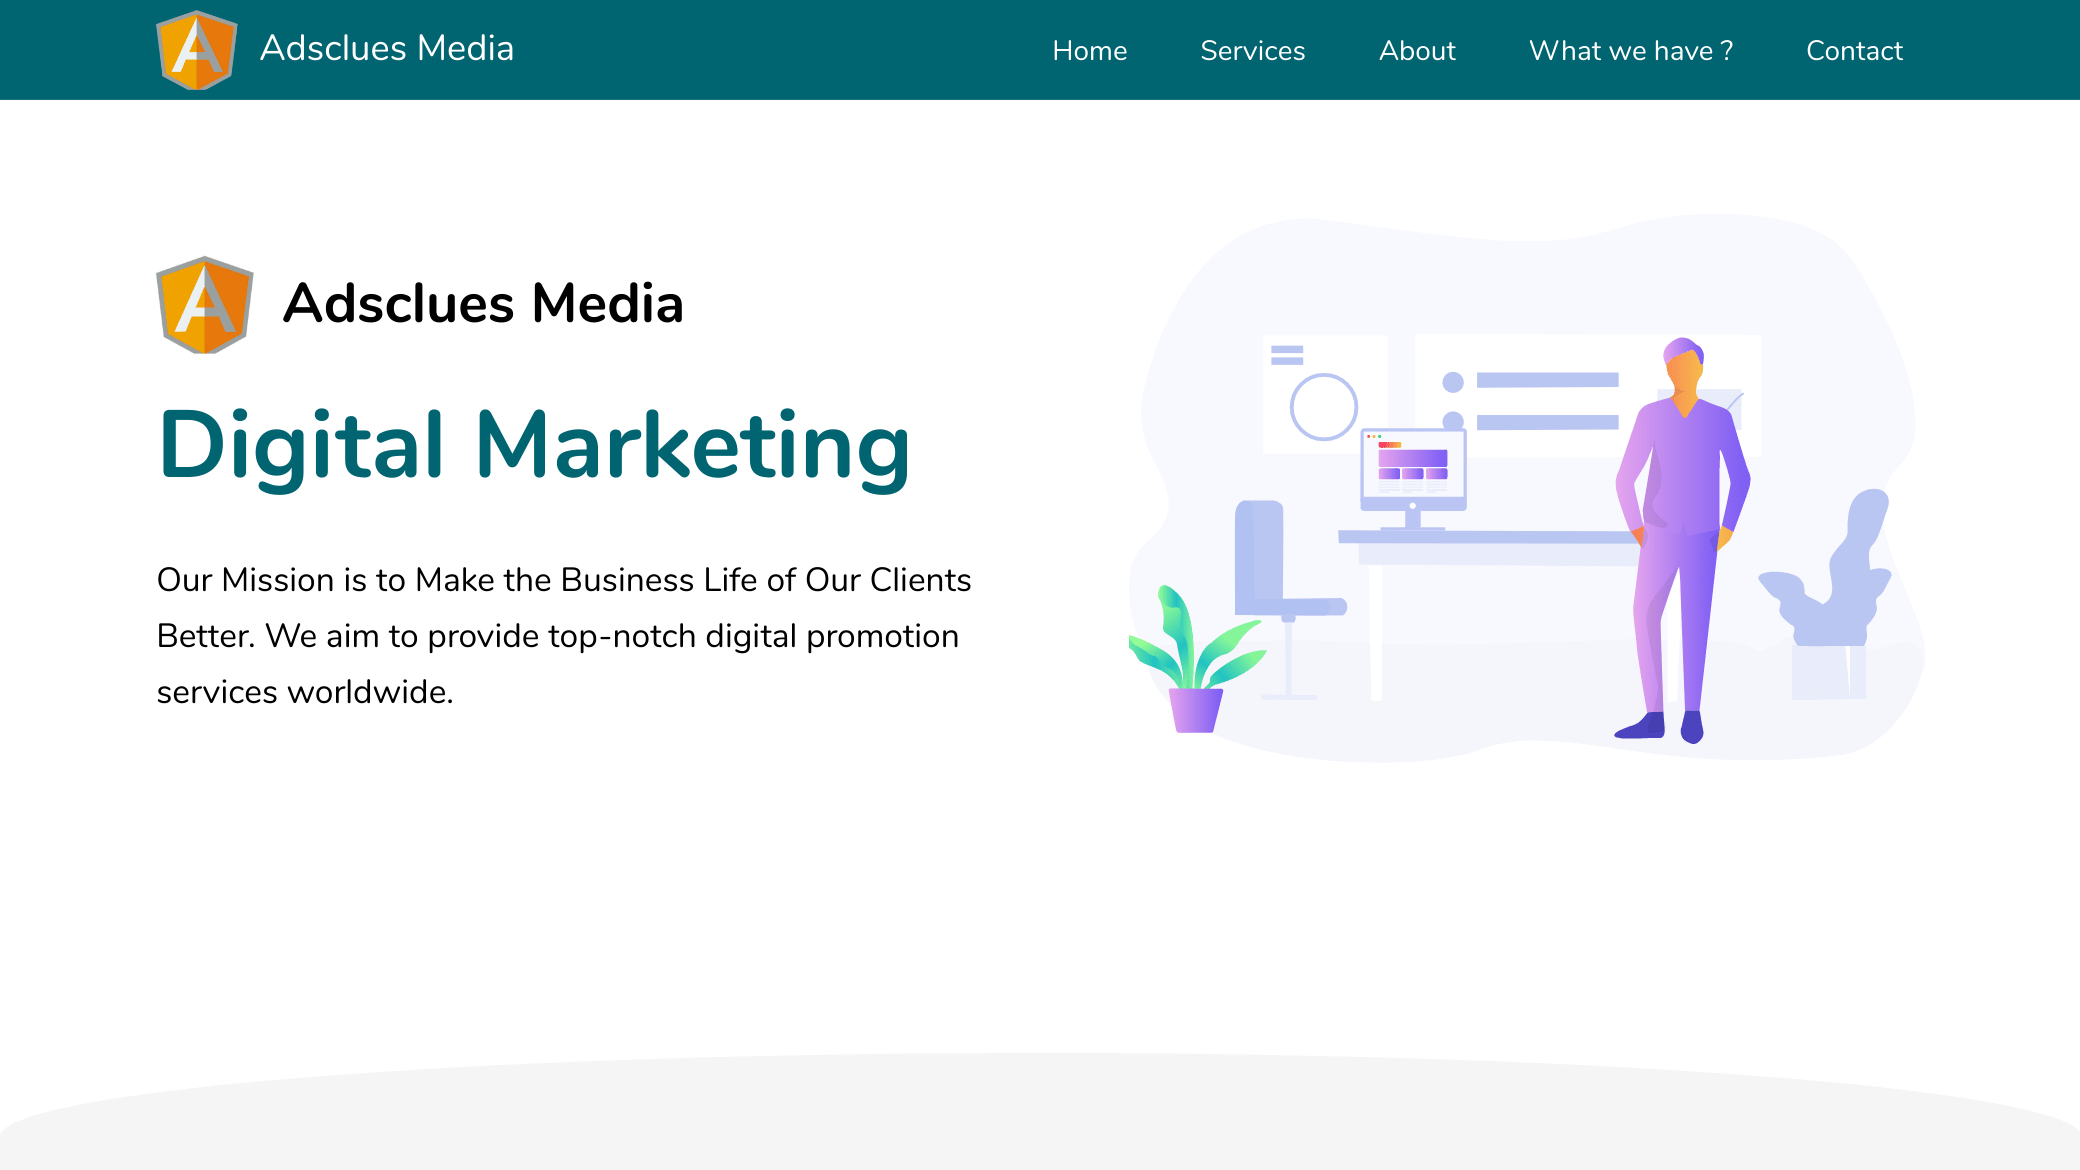 Adsclues Media
Home
Services
About
What we have ?
Contact
Adsclues Media
Digital Marketing
Our Mission is to Make the Business Life of Our Clients
Better. We aim to provide top-notch digital promotion
services worldwide.